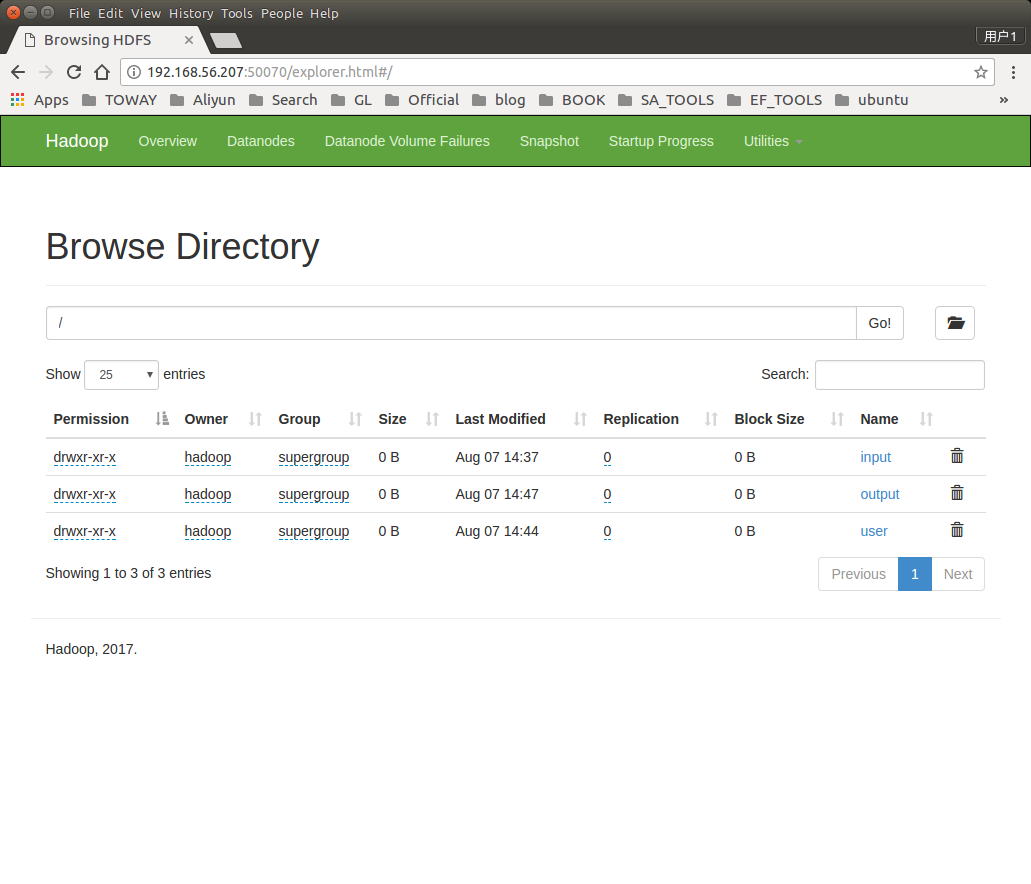 File Edit View History Tools People Help
Browsing HDFS
用户1
192.168.56.207:50070/explorer.html#/
Apps TOWAY Aliyun Search GL Official blog BOOK SA_TOOLS EF_TOOLS ubuntu »
Hadoop Overview Datanodes Datanode Volume Failures Snapshot Startup Progress Utilities
Browse Directory
/ Go!
Show 25 entries Search:
Permission Owner Group Size Last Modified Replication Block Size Name
drwxr-xr-x hadoop supergroup 0 B Aug 07 14:37 0 0 B input
drwxr-xr-x hadoop supergroup 0 B Aug 07 14:47 0 0 B output
drwxr-xr-x hadoop supergroup 0 B Aug 07 14:44 0 0 B user
Showing 1 to 3 of 3 entries Previous 1 Next
Hadoop, 2017.